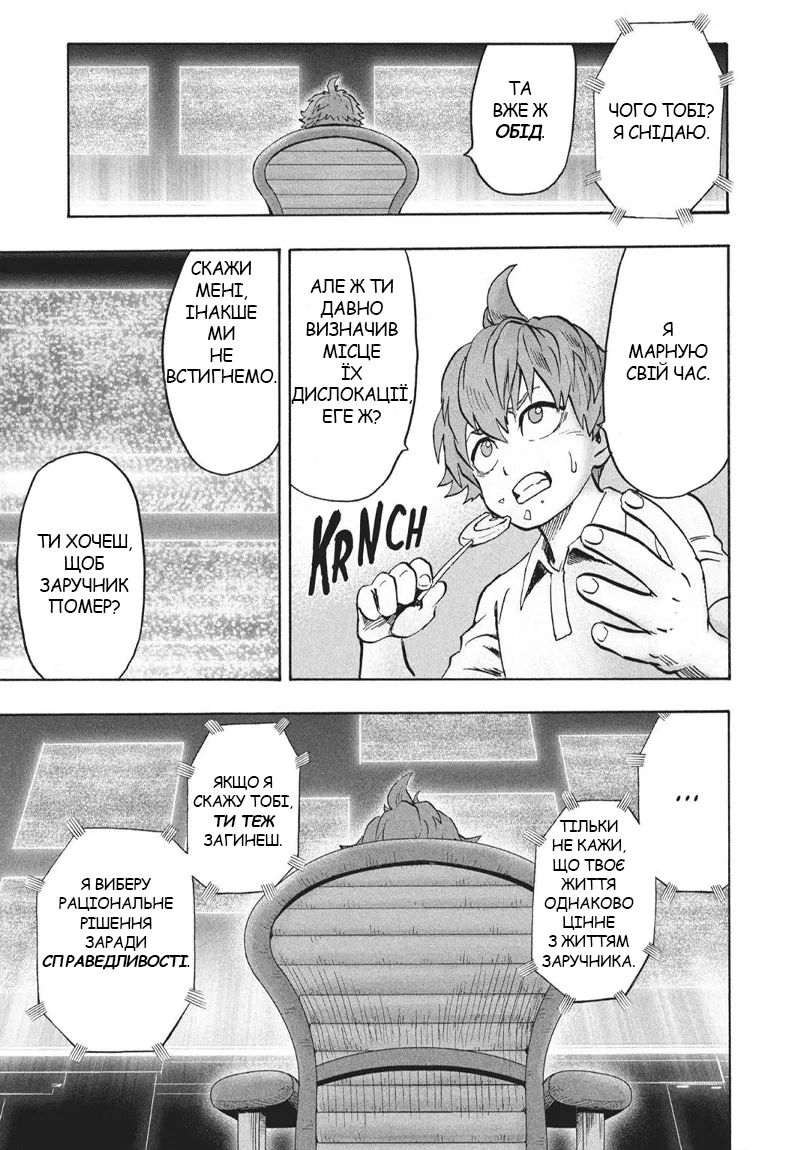 ЧОГО ТОБІ?
Я СНІДАЮ.
ТА
ВЖЕ Ж
ОБІД.
Я
МАРНУЮ
СВІЙ ЧАС.
АЛЕ Ж ТИ
ДАВНО
ВИЗНАЧИВ
МІСЦЕ
ЇХ
ДИСЛОКАЦІЇ,
ЕГЕ Ж?
KRNCH
СКАЖИ
МЕНІ,
ІНАКШЕ
МИ
НЕ
ВСТИГНЕМО.
ТИ ХОЧЕШ,
ЩОБ
ЗАРУЧНИК
ПОМЕР?
...
ТІЛЬКИ
НЕ КАЖИ,
ЩО ТВОЄ
ЖИТТЯ
ОДНАКОВО
ЦІННЕ
З ЖИТТЯМ
ЗАРУЧНИКА.
ЯКЩО Я
СКАЖУ ТОБІ,
ТИ ТЕЖ
ЗАГИНЕШ.
Я ВИБЕРУ
РАЦІОНАЛЬНЕ
РІШЕННЯ
ЗАРАДИ
СПРАВЕДЛИВОСТІ.